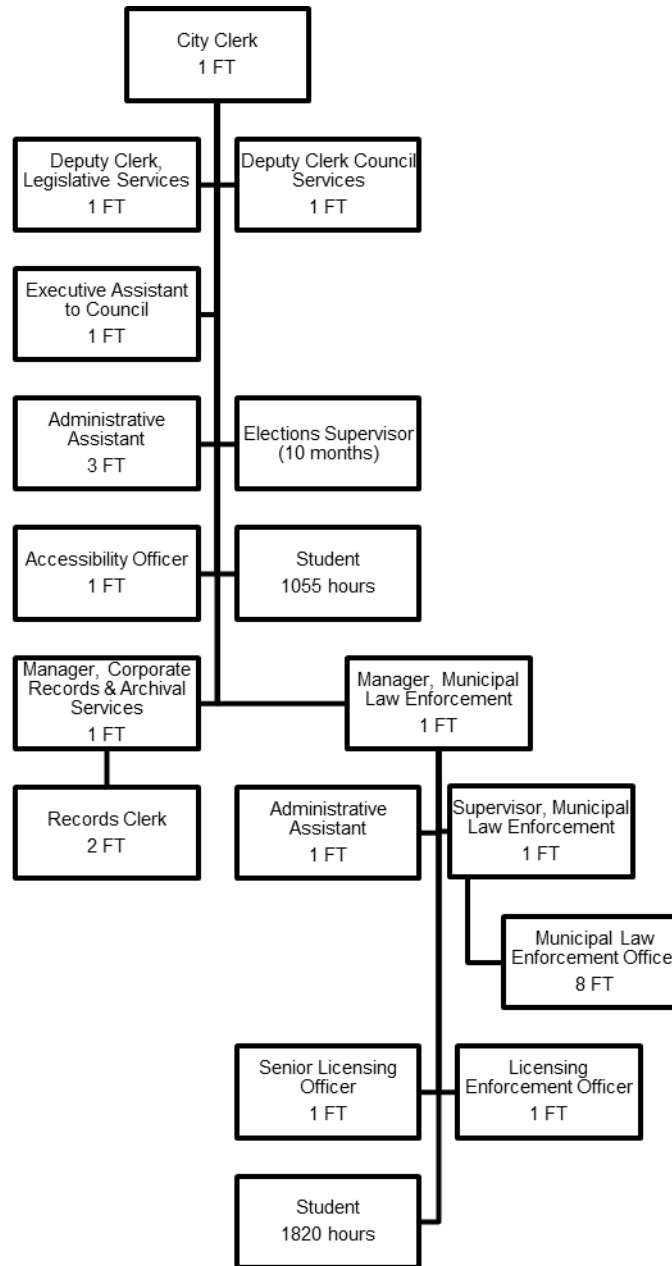 City Clerk
1 FT
Deputy Clerk,
Legislative Services
1 FT
Deputy Clerk Council
Services
1 FT
Executive Assistant
to Council
1 FT
Administrative
Assistant
3 FT
Elections Supervisor
(10 months)
Accessibility Officer
1 FT
Student
1055 hours
Manager, Corporate
Records & Archival
Services
1 FT
Manager, Municipal
Law Enforcement
1 FT
Records Clerk
2 FT
Administrative
Assistant
1 FT
Supervisor, Municipal
Law Enforcement
1 FT
Municipal Law
Enforcement Office
8 FT
Senior Licensing
Officer
1 FT
Licensing
Enforcement Officer
1 FT
Student
1820 hours